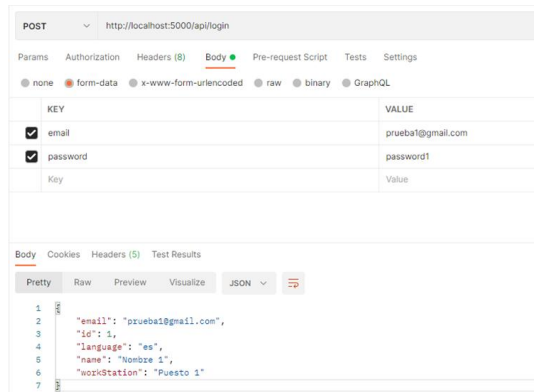 POST http://localhost:5000/api/login
Params Authorization Headers (8) Body Pre-request Script Tests Settings
none form-data x-www-form-urlencoded raw binary GraphQL
KEY VALUE
email prueba1@gmail.com
password password1
Key Value
Body Cookies Headers (5) Test Results
Pretty Raw Preview Visualize JSON
1 {
2 "email": "prueba1@gmail.com",
3 "id": 1,
4 "language": "es",
5 "name": "Nombre 1",
6 "workStation": "Puesto 1"
7 }